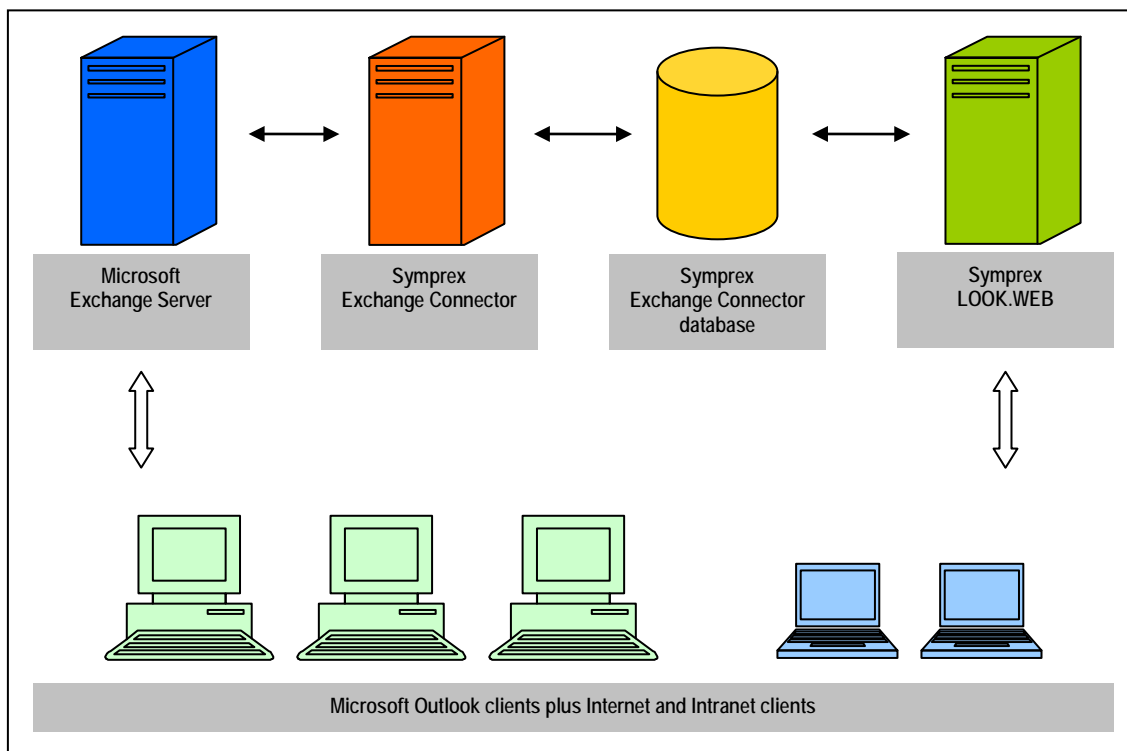 Microsoft
Exchange Server
Symprex
Exchange Connector
Symprex
Exchange Connector
database
Symprex
LOOK.WEB
Microsoft Outlook clients plus Internet and Intranet clients